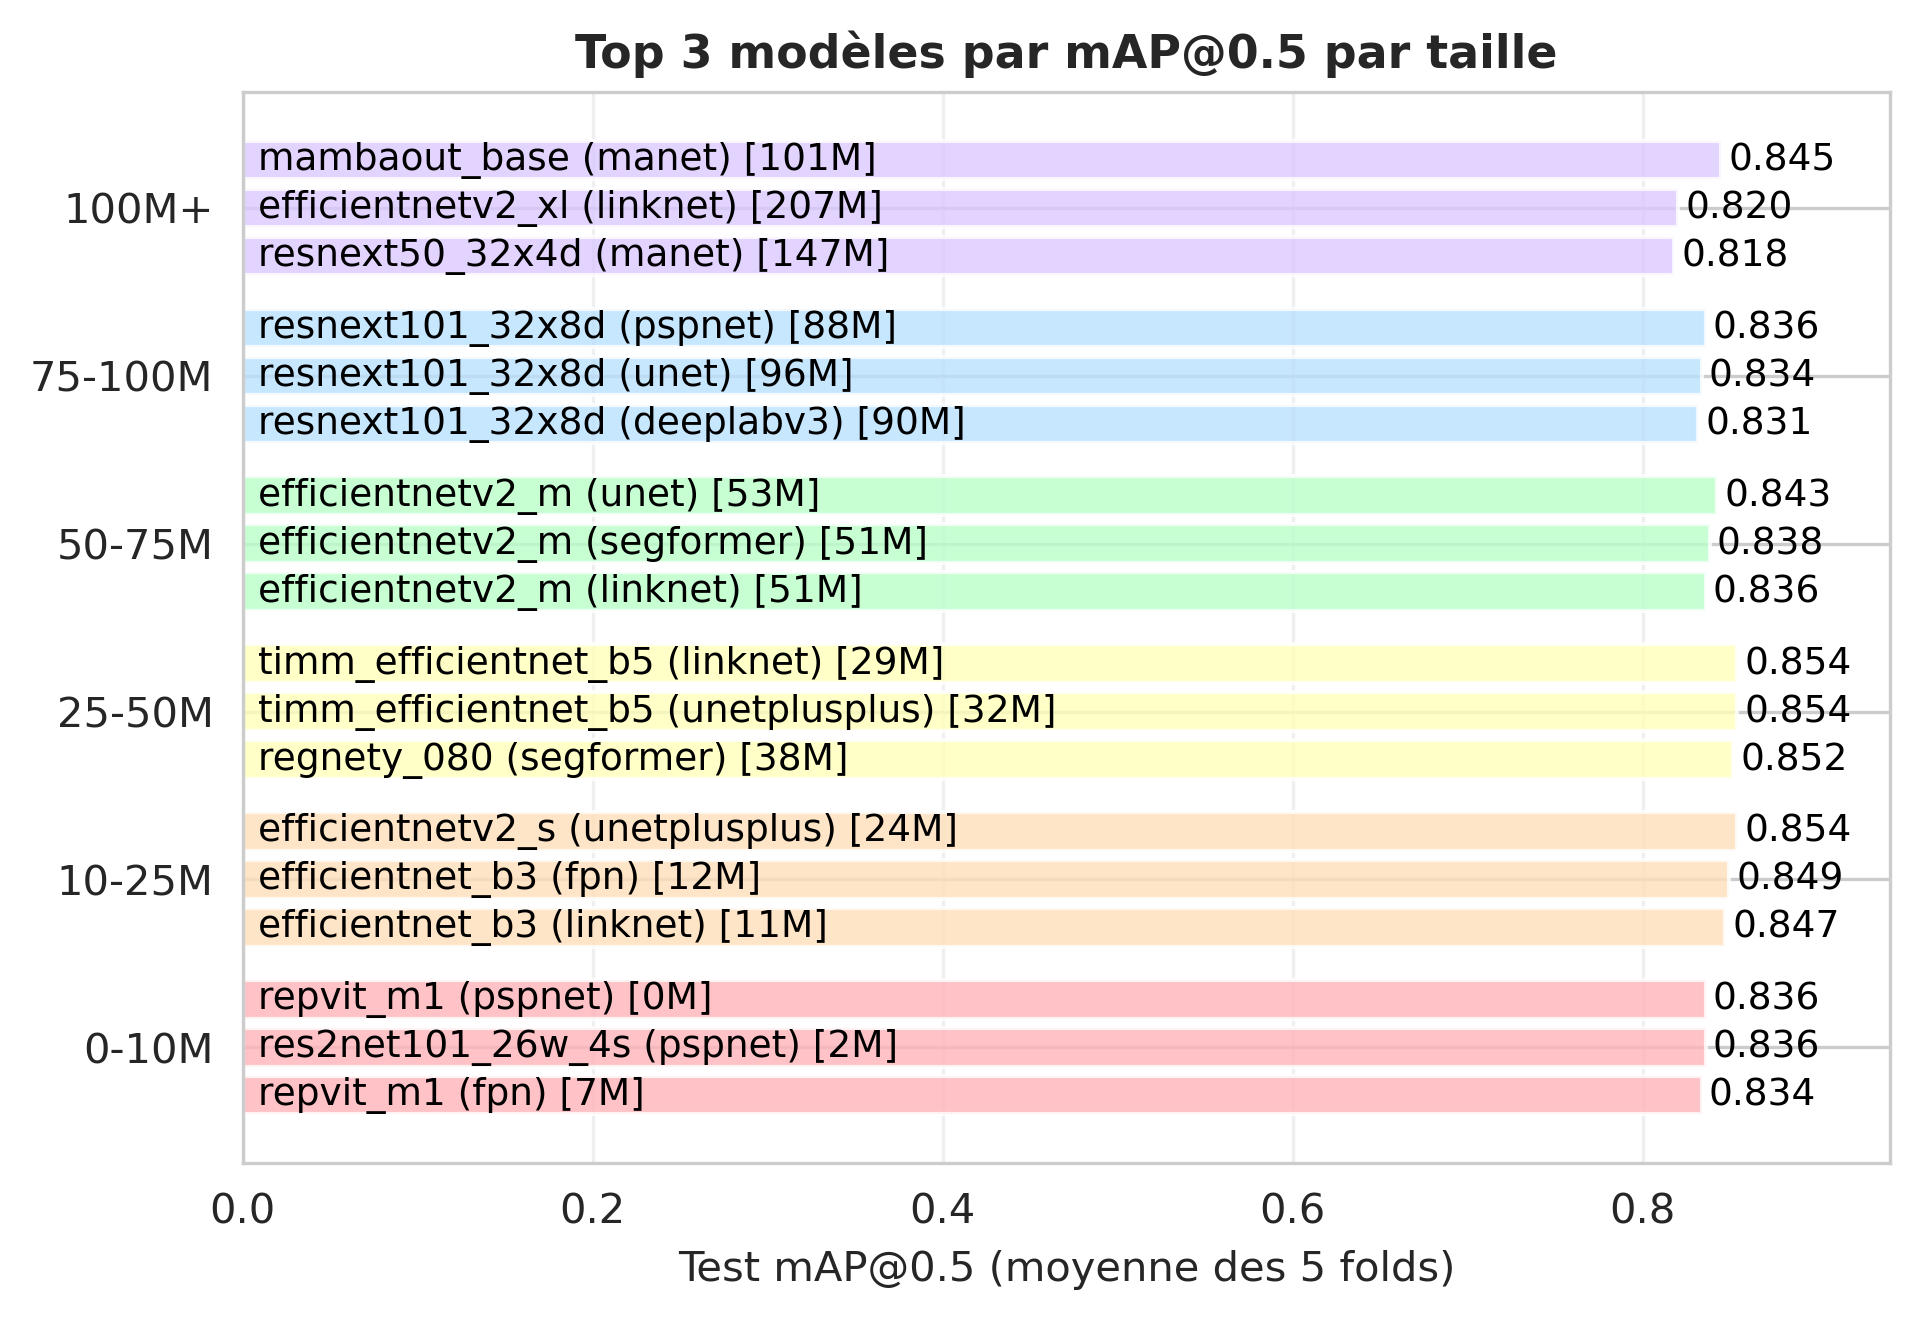 Top 3 modèles par mAP@0.5 par taille
100M+
mambaout_base (manet) [101M] 0.845
efficientnetv2_xl (linknet) [207M] 0.820
resnext50_32x4d (manet) [147M] 0.818
75-100M
resnext101_32x8d (pspnet) [88M] 0.836
resnext101_32x8d (unet) [96M] 0.834
resnext101_32x8d (deeplabv3) [90M] 0.831
50-75M
efficientnetv2_m (unet) [53M] 0.843
efficientnetv2_m (segformer) [51M] 0.838
efficientnetv2_m (linknet) [51M] 0.836
25-50M
timm_efficientnet_b5 (linknet) [29M] 0.854
timm_efficientnet_b5 (unetplusplus) [32M] 0.854
regnety_080 (segformer) [38M] 0.852
10-25M
efficientnetv2_s (unetplusplus) [24M] 0.854
efficientnet_b3 (fpn) [12M] 0.849
efficientnet_b3 (linknet) [11M] 0.847
0-10M
repvit_m1 (pspnet) [0M] 0.836
res2net101_26w_4s (pspnet) [2M] 0.836
repvit_m1 (fpn) [7M] 0.834
0.0 0.2 0.4 0.6 0.8
Test mAP@0.5 (moyenne des 5 folds)